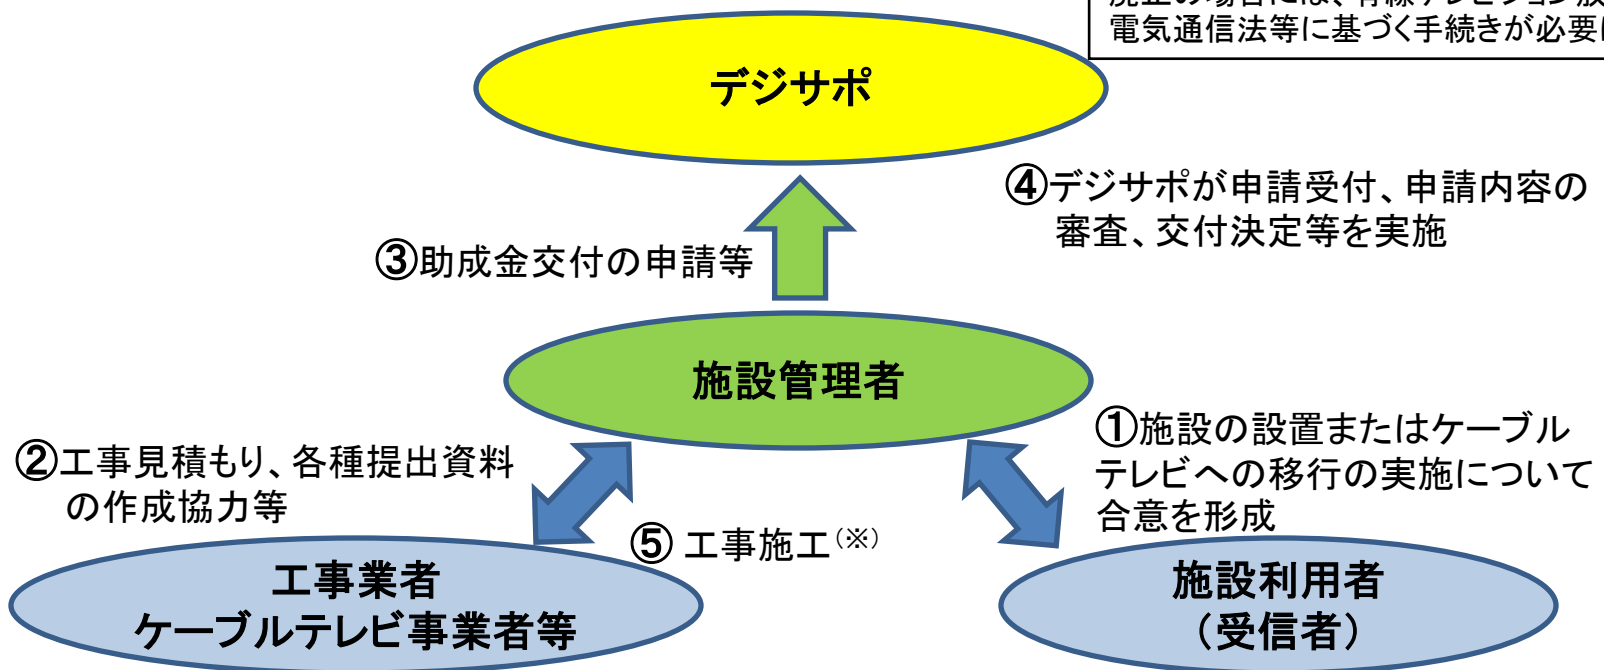 電気通信法等に基づく手続きが必要
デジサポ
④デジサポが申請受付、申請内容の
審査、交付決定等を実施
③助成金交付の申請等
施設管理者
①施設の設置またはケーブル
テレビへの移行の実施について
合意を形成
②工事見積もり、各種提出資料
の作成協力等
⑤ 工事施工(※)
工事業者
ケーブルテレビ事業者等
施設利用者
（受信者）